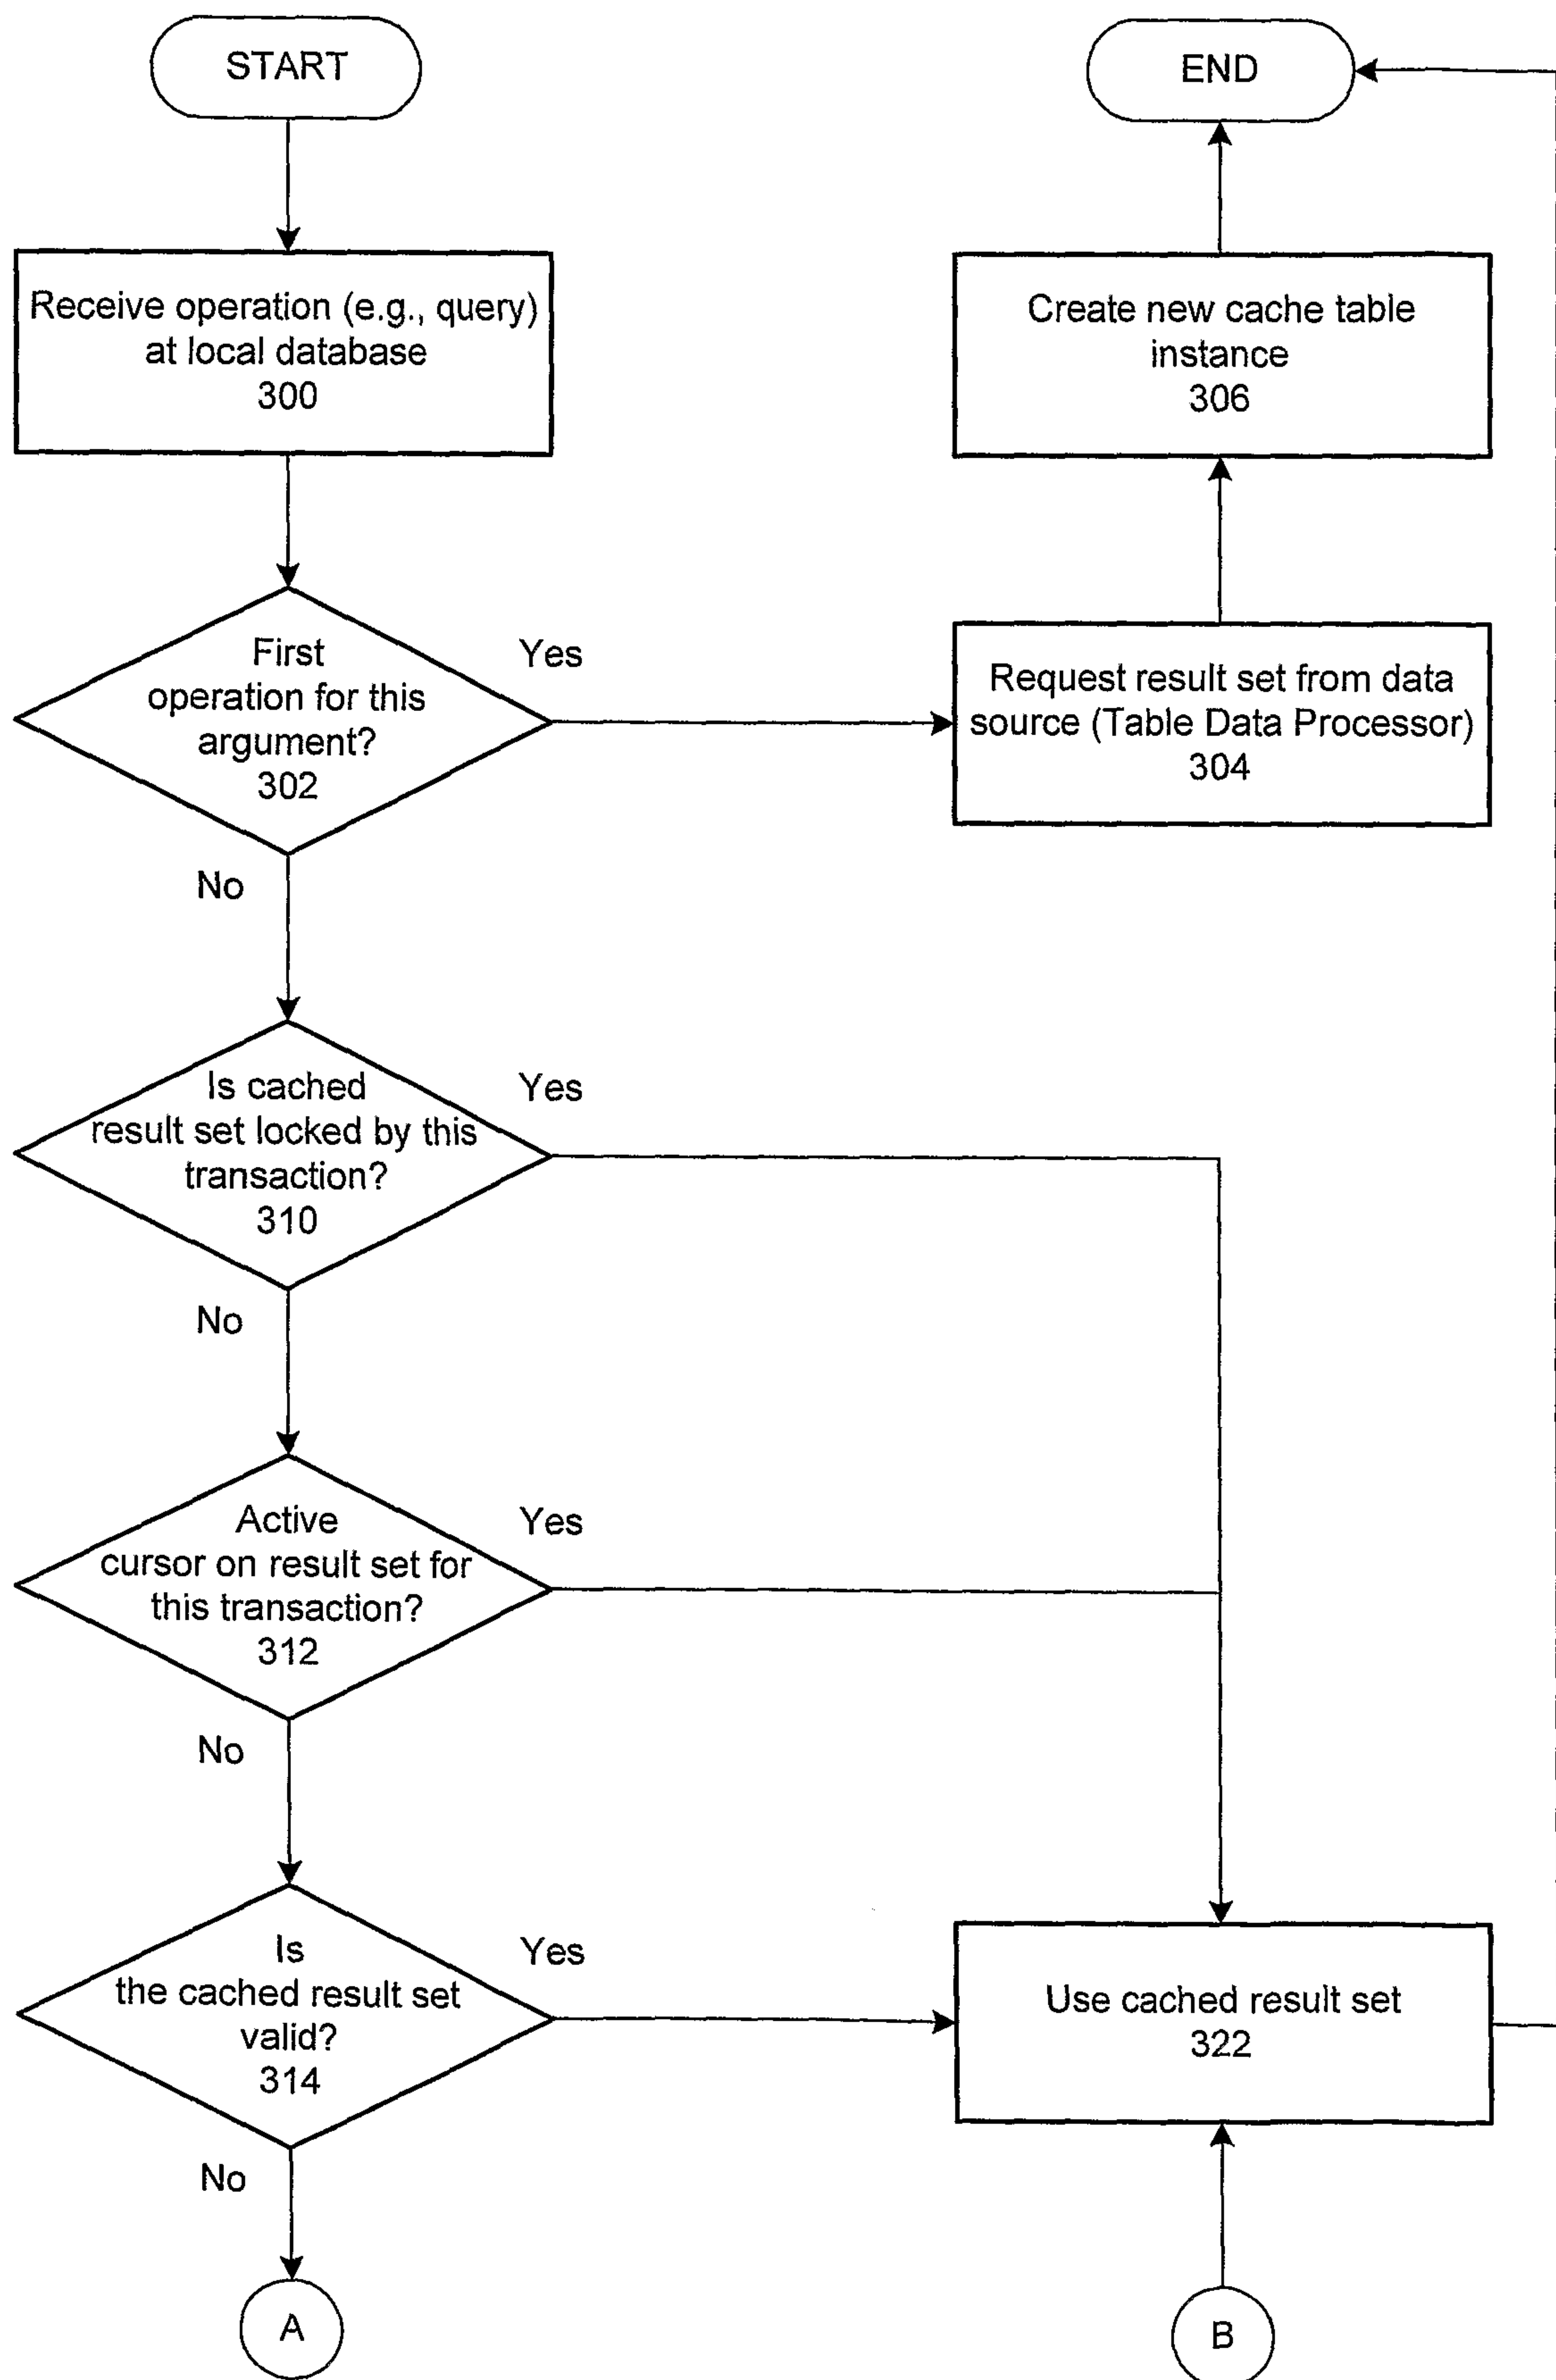 START
END
Receive operation (e.g., query)
at local database
300
Create new cache table
instance
306
First
operation for this
argument?
302
Yes
No
Request result set from data
source (Table Data Processor)
304
Is cached
result set locked by this
transaction?
310
Yes
No
Active
cursor on result set for
this transaction?
312
Yes
No
Is
the cached result set
valid?
314
Yes
No
Use cached result set
322
A
B